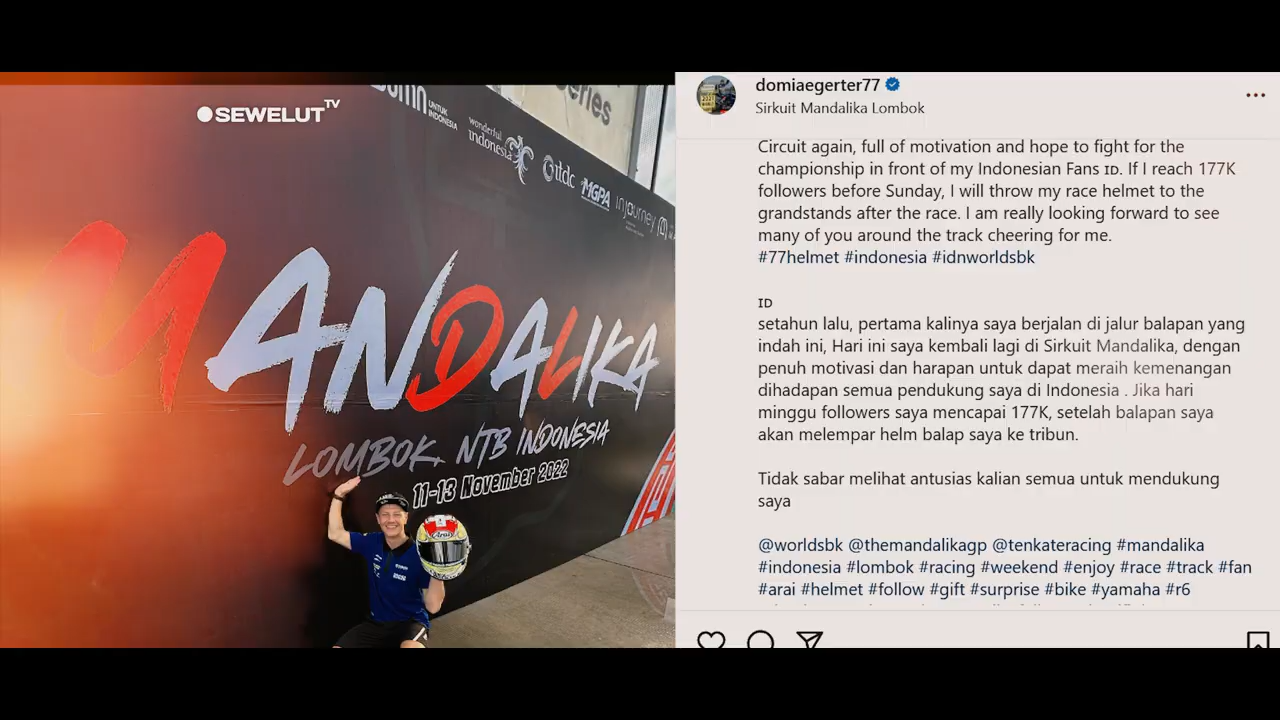 SEWELUT TV
UNTUK
INDONESIA
wonderful
indonesia
itdc
MGPA
injourney
MANDALIKA
LOMBOK, NTB INDONESIA
11-13 November 2022
Arai
domiaegerter77
Sirkuit Mandalika Lombok
Circuit again, full of motivation and hope to fight for the
championship in front of my Indonesian Fans ɪᴅ. If I reach 177K
followers before Sunday, I will throw my race helmet to the
grandstands after the race. I am really looking forward to see
many of you around the track cheering for me.
#77helmet #indonesia #idnworldsbk
ɪᴅ
setahun lalu, pertama kalinya saya berjalan di jalur balapan yang
indah ini, Hari ini saya kembali lagi di Sirkuit Mandalika, dengan
penuh motivasi dan harapan untuk dapat meraih kemenangan
dihadapan semua pendukung saya di Indonesia . Jika hari
minggu followers saya mencapai 177K, setelah balapan saya
akan melempar helm balap saya ke tribun.
Tidak sabar melihat antusias kalian semua untuk mendukung
saya
@worldsbk @themandalikagp @tenkateracing #mandalika
#indonesia #lombok #racing #weekend #enjoy #race #track #fan
#arai #helmet #follow #gift #surprise #bike #yamaha #r6